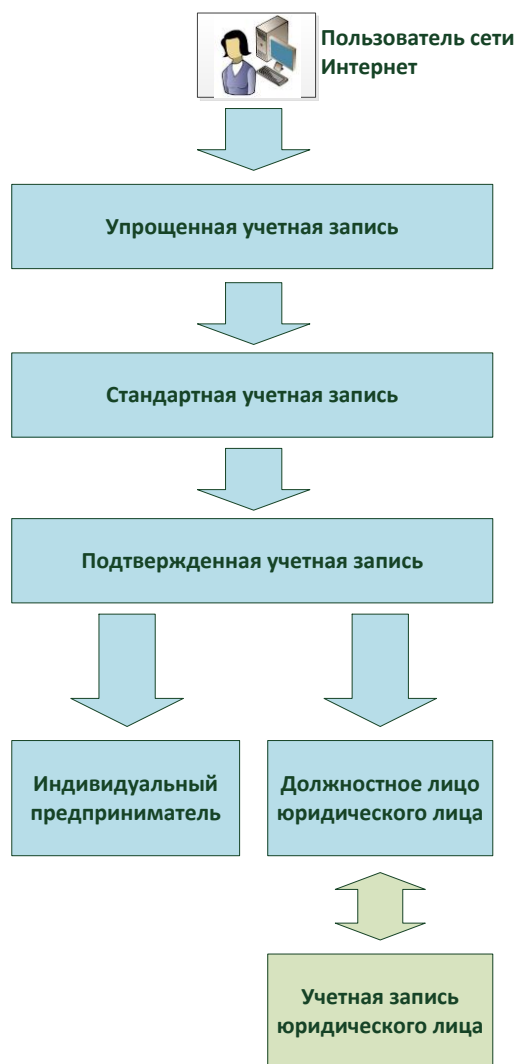 Пользователь сети
Интернет
Упрощенная учетная запись
Стандартная учетная запись
Подтвержденная учетная запись
Индивидуальный
предприниматель
Должностное лицо
юридического лица
Учетная запись
юридического лица